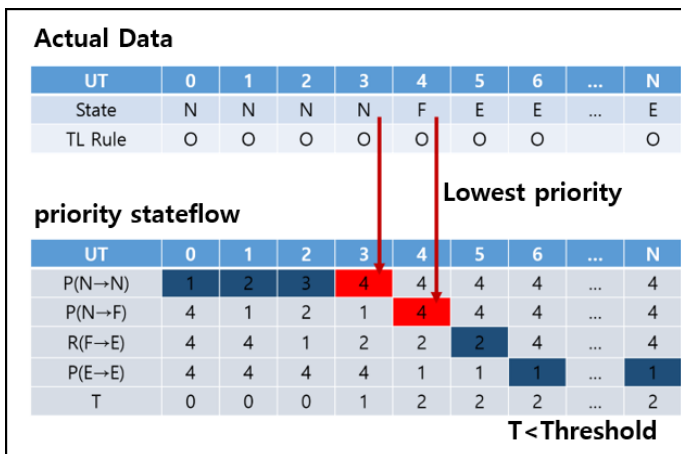 Actual Data
UT 0 1 2 3 4 5 6 ... N
State N N N N F E E ... E
TL Rule O O O O O O O O
Lowest priority
priority stateflow
UT 0 1 2 3 4 5 6 ... N
P(N→N) 1 2 3 4 4 4 4 ... 4
P(N→F) 4 1 2 1 4 4 4 ... 4
R(F→E) 4 4 1 2 2 2 4 ... 4
P(E→E) 4 4 4 4 1 1 1 ... 1
T 0 0 0 1 2 2 2 ... 2
T<Threshold